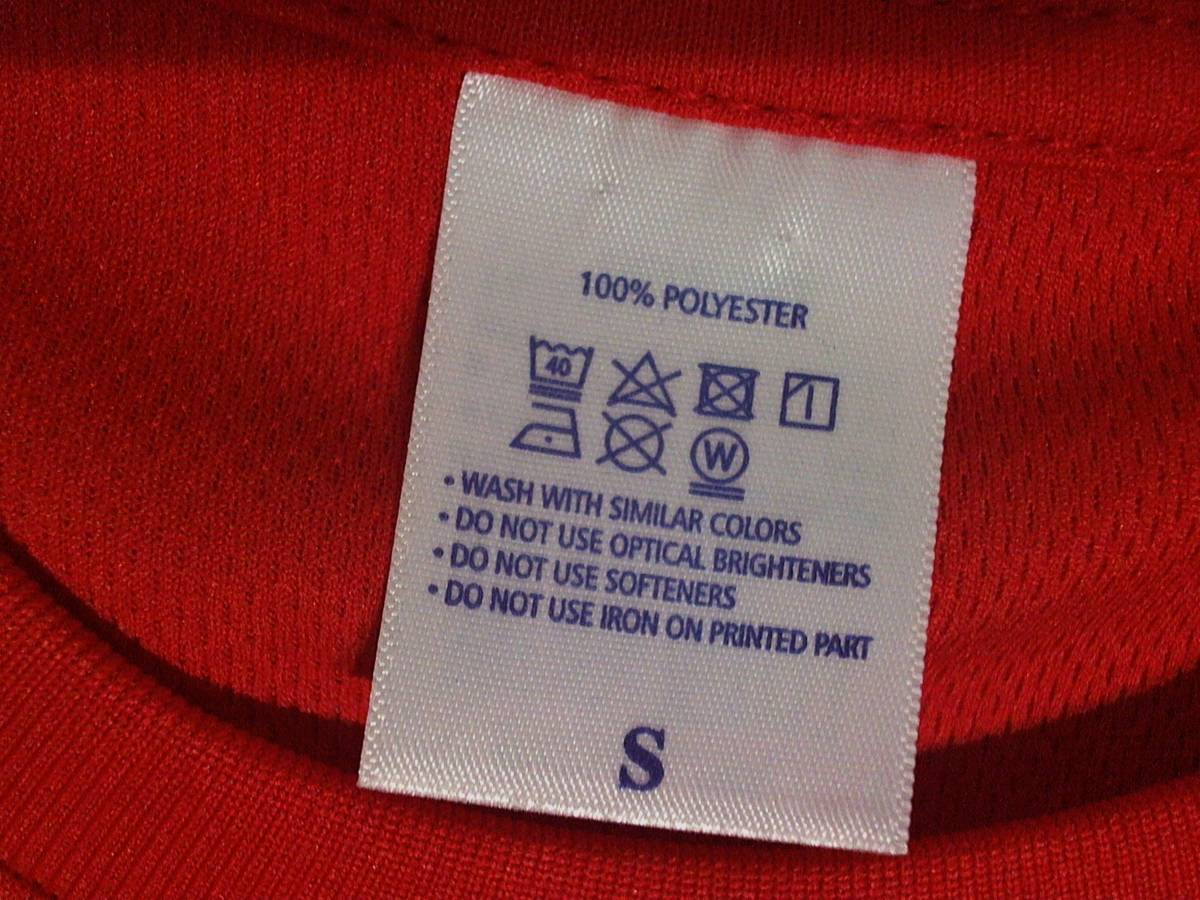 100% POLYESTER
40
W
• WASH WITH SIMILAR COLORS
• DO NOT USE OPTICAL BRIGHTENERS
• DO NOT USE SOFTENERS
• DO NOT USE IRON ON PRINTED PART
S